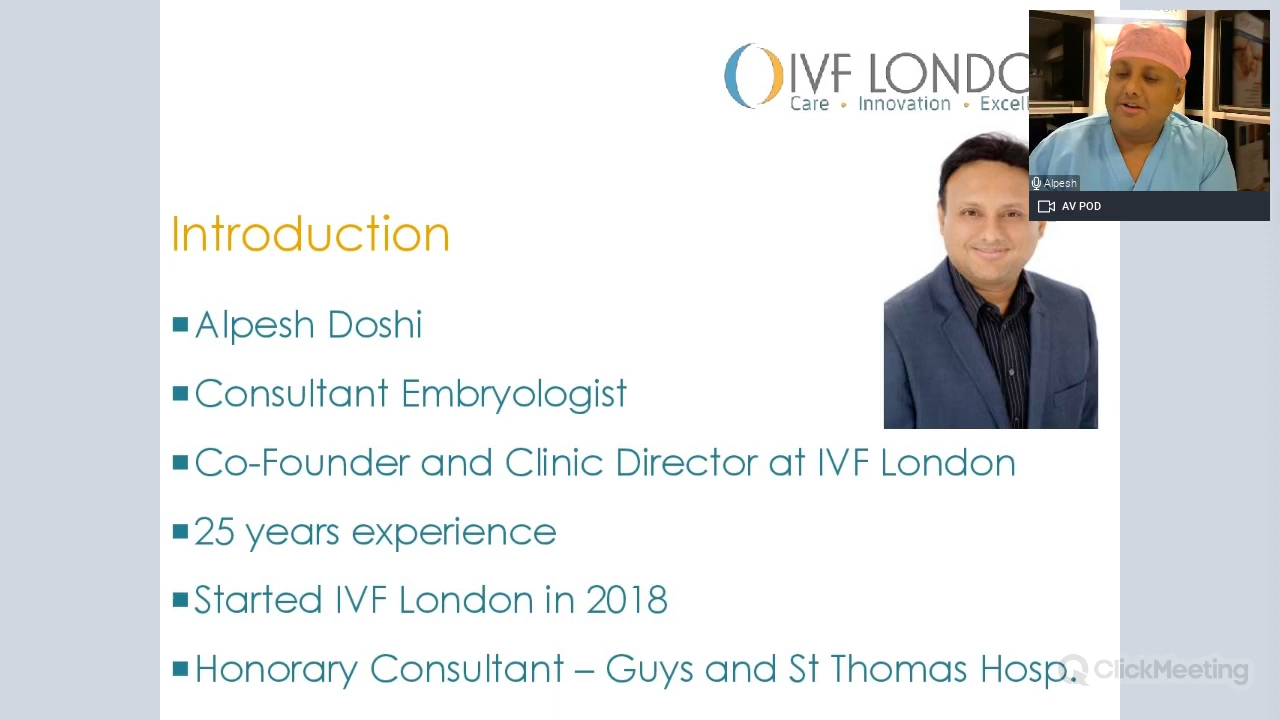 IVF LONDO
Care • Innovation • Excell
Alpesh
AV POD
Introduction
Alpesh Doshi
Consultant Embryologist
Co-Founder and Clinic Director at IVF London
25 years experience
Started IVF London in 2018
Honorary Consultant – Guys and St Thomas Hosp.
ClickMeeting